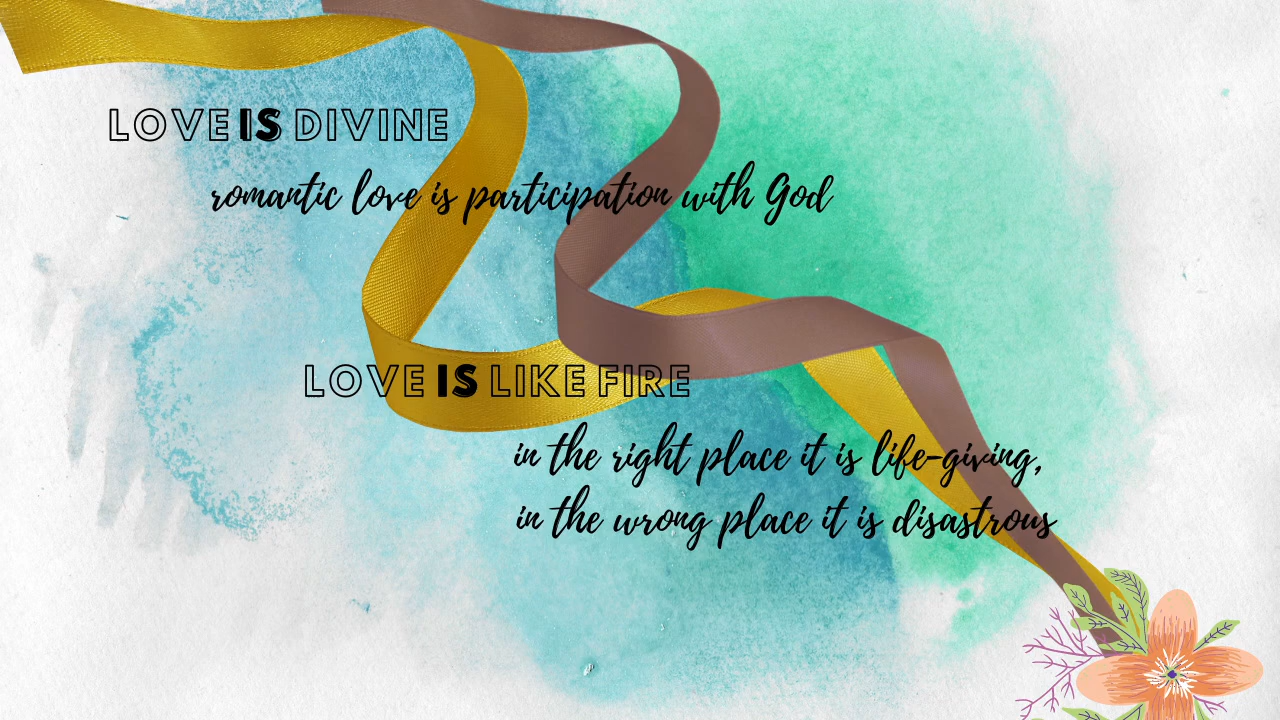 LOVE IS DIVINE
romantic love is participation with God
LOVE IS LIKE FIRE
in the right place it is life-giving,
in the wrong place it is disastrous